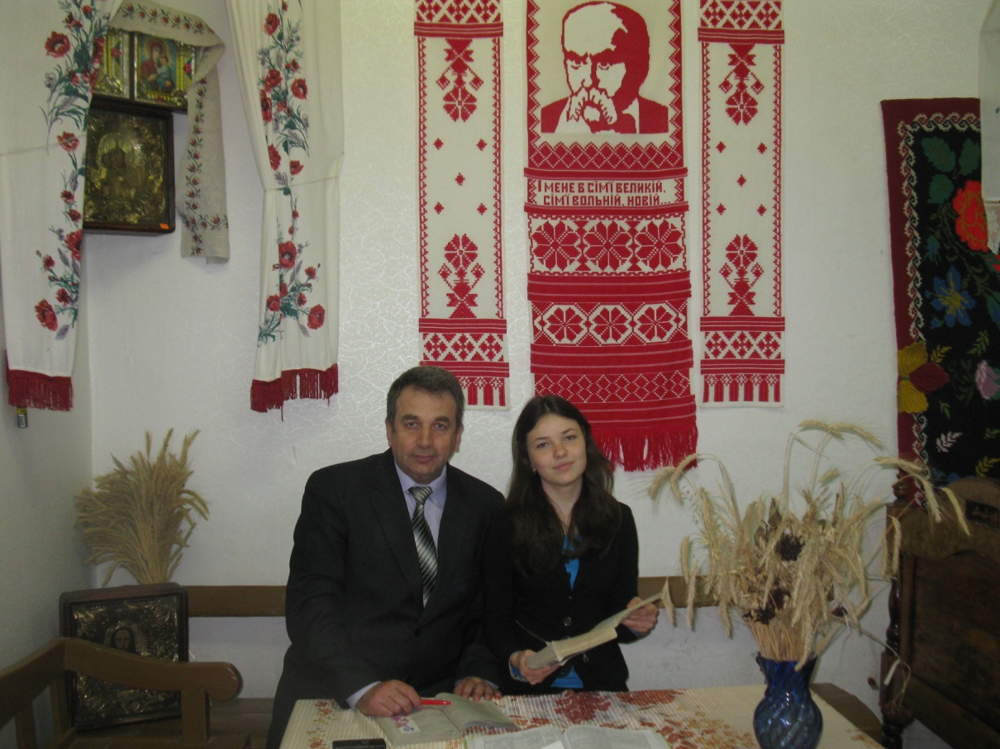 І МЕНЕ В СІМ'Ї ВЕЛИКІЙ,
СІМ'Ї ВОЛЬНІЙ, НОВІЙ...